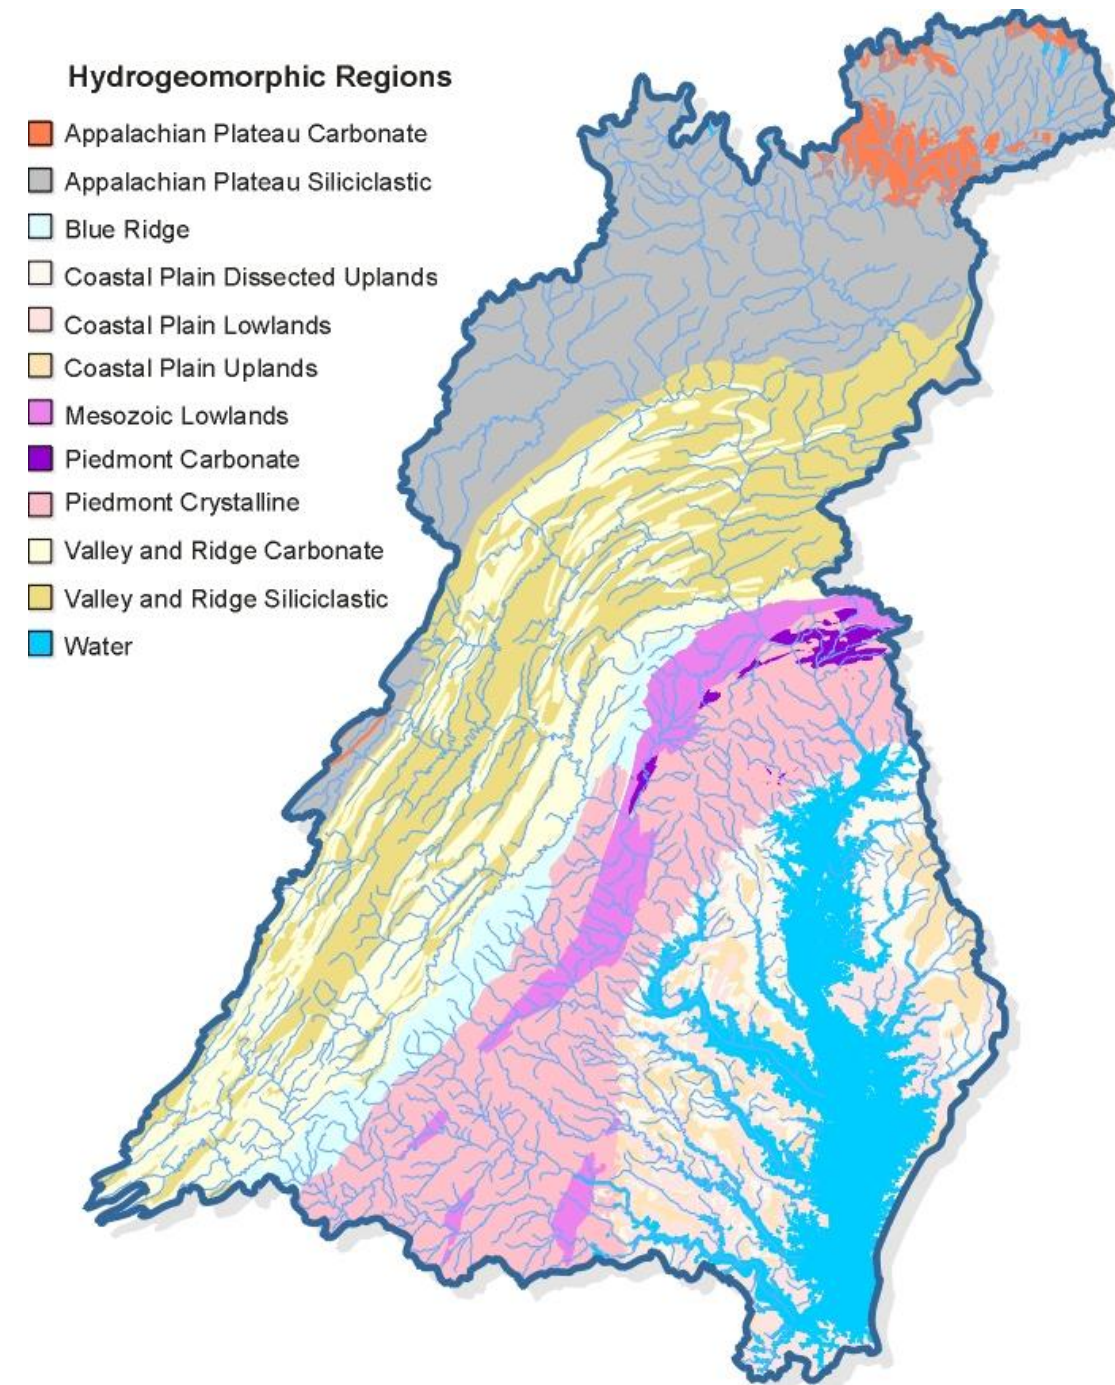 Hydrogeomorphic Regions
Appalachian Plateau Carbonate
Appalachian Plateau Siliciclastic
Blue Ridge
Coastal Plain Dissected Uplands
Coastal Plain Lowlands
Coastal Plain Uplands
Mesozoic Lowlands
Piedmont Carbonate
Piedmont Crystalline
Valley and Ridge Carbonate
Valley and Ridge Siliciclastic
Water